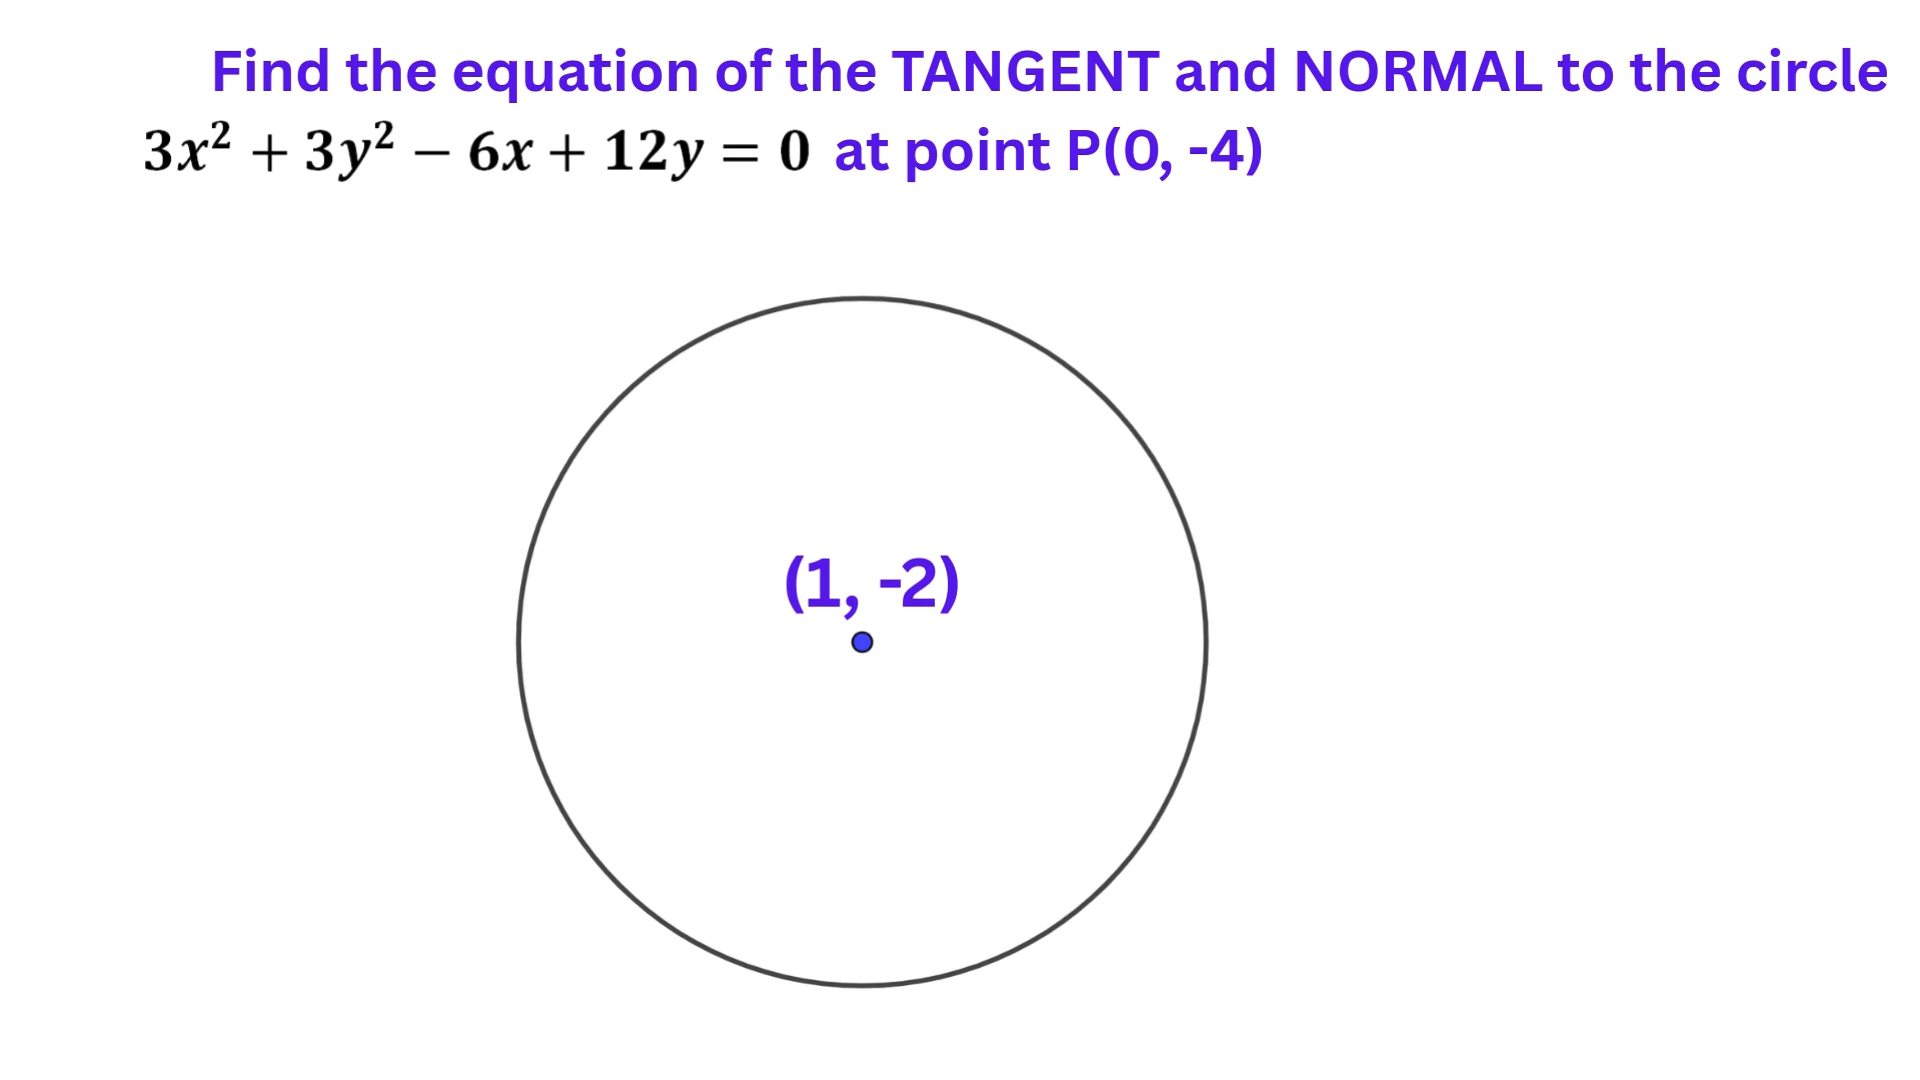 Find the equation of the TANGENT and NORMAL to the circle
3x² + 3y² − 6x + 12y = 0 at point P(0, -4)
(1, -2)